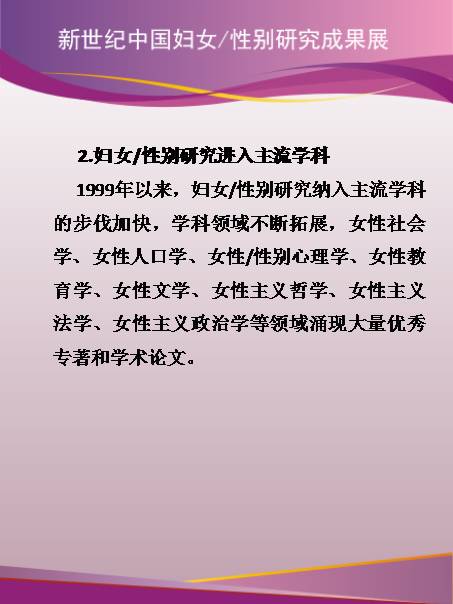 新世纪中国妇女/性别研究成果展
2.妇女/性别研究进入主流学科
1999年以来，妇女/性别研究纳入主流学科
的步伐加快，学科领域不断拓展，女性社会
学、女性人口学、女性/性别心理学、女性教
育学、女性文学、女性主义哲学、女性主义
法学、女性主义政治学等领域涌现大量优秀
专著和学术论文。